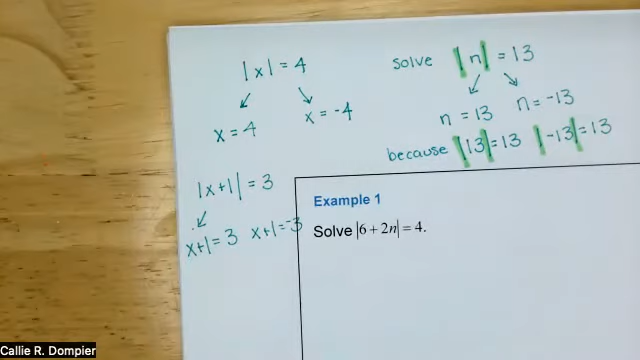 |x| = 4
x = 4 x = -4
solve |n| = 13
n = 13 n = -13
because |13| = 13 |-13| = 13
|x+1| = 3
x+1 = 3 x+1 = -3
Example 1
Solve |6 + 2n| = 4.
Callie R. Dompier